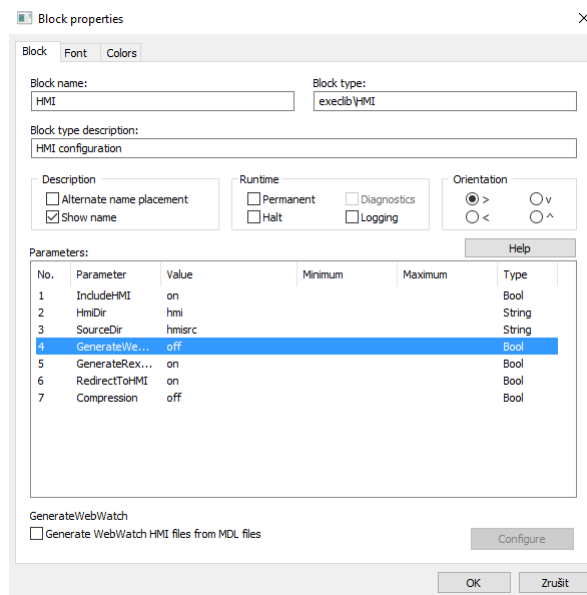 Block properties
Block Font Colors
Block name: Block type:
HMI execlib\HMI
Block type description:
HMI configuration
Description Runtime Orientation
Alternate name placement Permanent Diagnostics > v
Show name Halt Logging < ^
Help
Parameters:
No. Parameter Value Minimum Maximum Type
1 IncludeHMI on Bool
2 HmiDir hmi String
3 SourceDir hmisrc String
4 GenerateWe... off Bool
5 GenerateRex... on Bool
6 RedirectToHMI on Bool
7 Compression off Bool
GenerateWebWatch
Generate WebWatch HMI files from MDL files
Configure
OK Zrušit